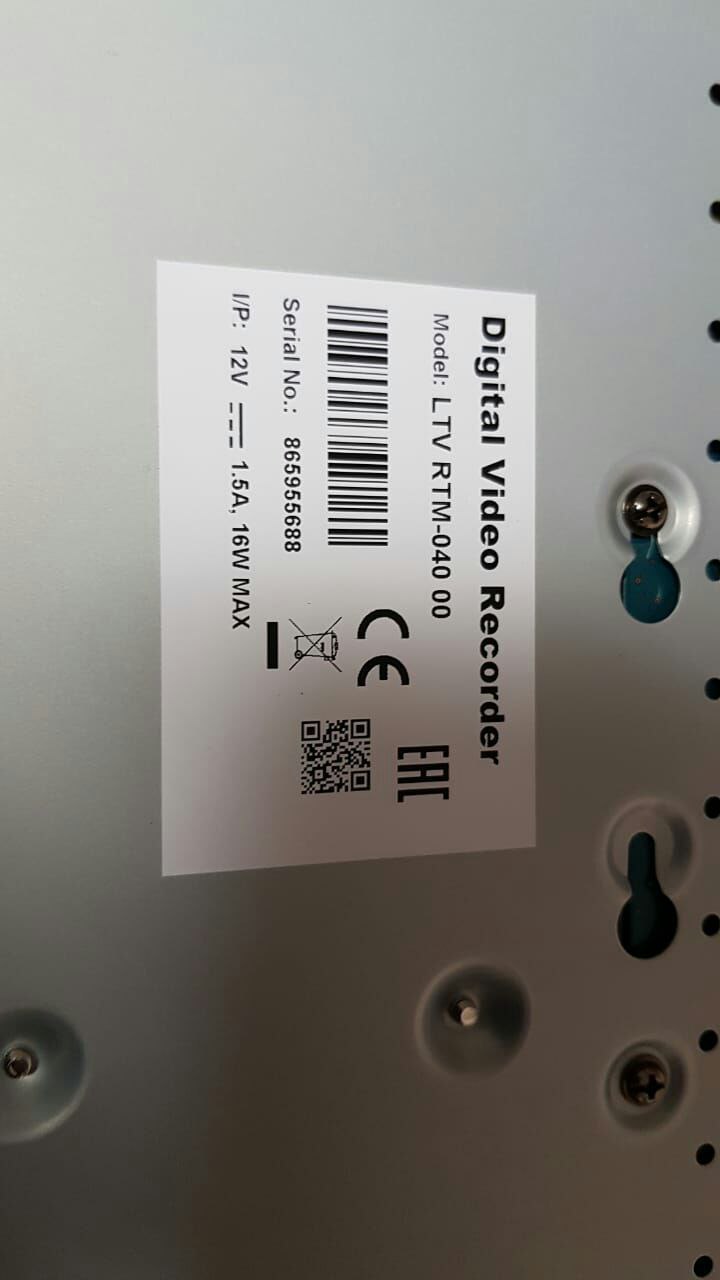 Digital Video Recorder
Model: LTV RTM-040 00
EAC
CE
Serial No.: 865955688
I/P: 12V 1.5A, 16W MAX